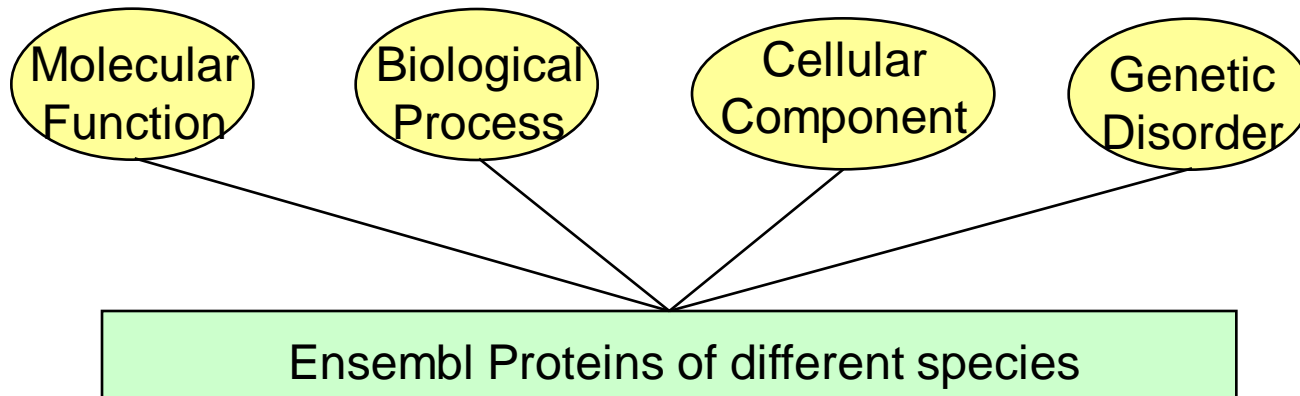 Molecular
Function
Biological
Process
Cellular
Component
Genetic
Disorder
Ensembl Proteins of different species